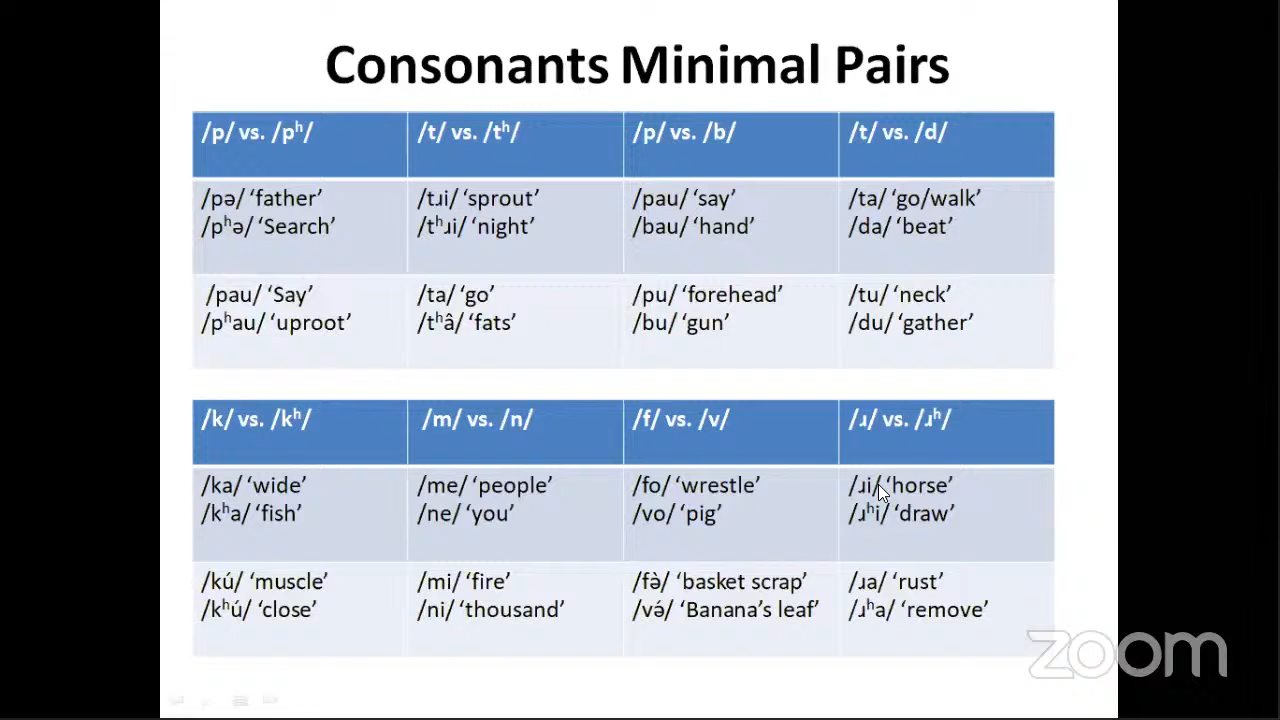 Consonants Minimal Pairs
/p/ vs. /pʰ/
/t/ vs. /tʰ/
/p/ vs. /b/
/t/ vs. /d/
/pə/ ‘father’
/pʰə/ ‘Search’
/tɹi/ ‘sprout’
/tʰɹi/ ‘night’
/pau/ ‘say’
/bau/ ‘hand’
/ta/ ‘go/walk’
/da/ ‘beat’
/pau/ ‘Say’
/pʰau/ ‘uproot’
/ta/ ‘go’
/tʰâ/ ‘fats’
/pu/ ‘forehead’
/bu/ ‘gun’
/tu/ ‘neck’
/du/ ‘gather’
/k/ vs. /kʰ/
/m/ vs. /n/
/f/ vs. /v/
/ɹ/ vs. /ɹʰ/
/ka/ ‘wide’
/kʰa/ ‘fish’
/me/ ‘people’
/ne/ ‘you’
/fo/ ‘wrestle’
/vo/ ‘pig’
/ɹi/ ‘horse’
/ɹʰi/ ‘draw’
/kú/ ‘muscle’
/kʰú/ ‘close’
/mi/ ‘fire’
/ni/ ‘thousand’
/fə̀/ ‘basket scrap’
/və́/ ‘Banana’s leaf’
/ɹa/ ‘rust’
/ɹʰa/ ‘remove’
zoom